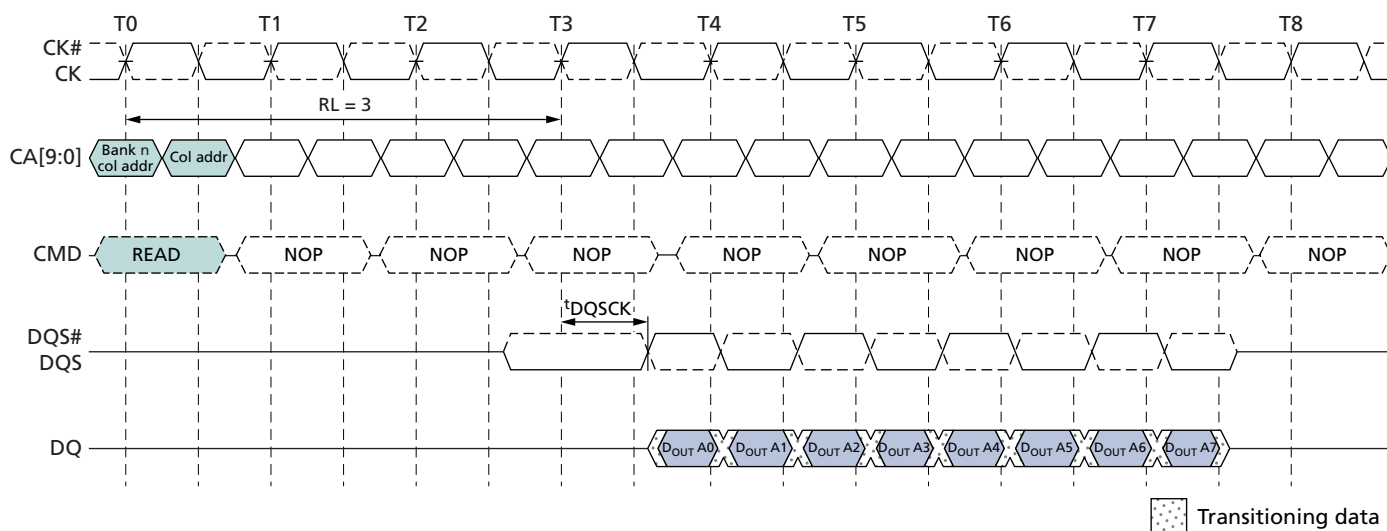 T0 T1 T2 T3 T4 T5 T6 T7 T8
CK#
CK
RL = 3
CA[9:0] Bank n col addr Col addr
CMD READ NOP NOP NOP NOP NOP NOP NOP NOP
tDQSCK
DQS#
DQS
DQ DOUT A0 DOUT A1 DOUT A2 DOUT A3 DOUT A4 DOUT A5 DOUT A6 DOUT A7
Transitioning data